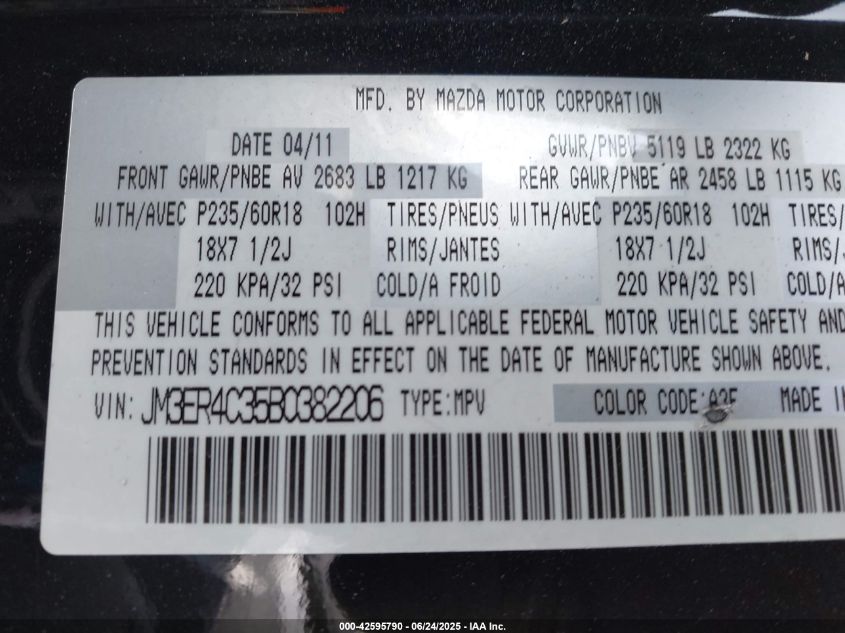 MFD. BY MAZDA MOTOR CORPORATION
DATE 04/11 GVWR/PNBV 5119 LB 2322 KG
FRONT GAWR/PNBE AV 2683 LB 1217 KG REAR GAWR/PNBE AR 2458 LB 1115 KG
WITH/AVEC P235/60R18 102H TIRES/PNEUS WITH/AVEC P235/60R18 102H TIRES/
18X7 1/2J RIMS/JANTES 18X7 1/2J RIMS/
220 KPA/32 PSI COLD/A FROID 220 KPA/32 PSI COLD/A
THIS VEHICLE CONFORMS TO ALL APPLICABLE FEDERAL MOTOR VEHICLE SAFETY AND
PREVENTION STANDARDS IN EFFECT ON THE DATE OF MANUFACTURE SHOWN ABOVE.
VIN: JM3ER4C35B0382206 TYPE:MPV COLOR CODE: MADE IN
000-42595790 - 06/24/2025 - IAA Inc.